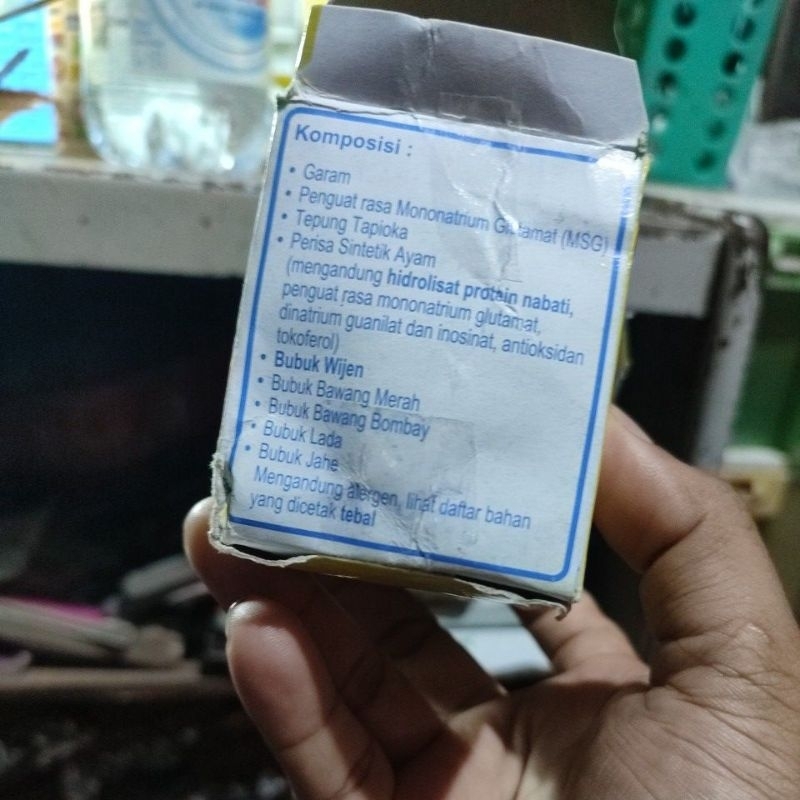 Komposisi :
• Garam
• Penguat rasa Mononatrium Glutamat (MSG)
• Tepung Tapioka
• Perisa Sintetik Ayam
(mengandung hidrolisat protein nabati,
penguat rasa mononatrium glutamat,
dinatrium guanilat dan inosinat, antioksidan
tokoferol)
• Bubuk Wijen
• Bubuk Bawang Merah
• Bubuk Bawang Bombay
• Bubuk Lada
• Bubuk Jahe
Mengandung alergen, lihat daftar bahan
yang dicetak tebal